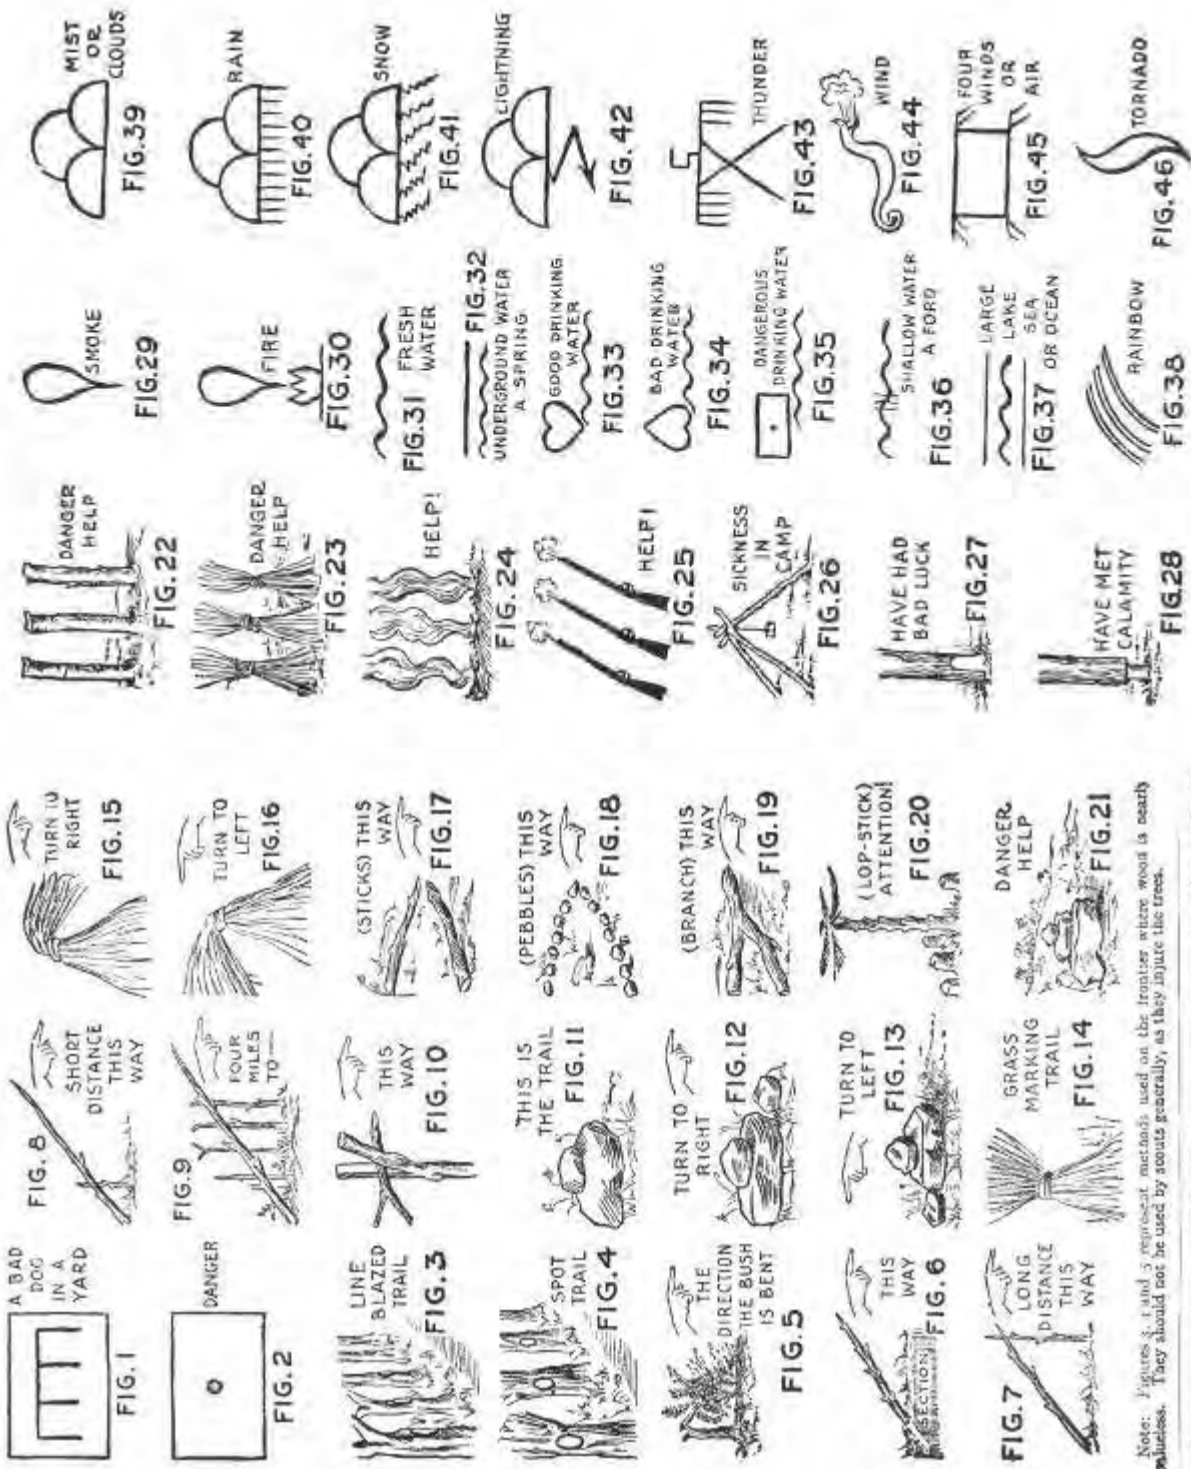 A BAD
DOG
IN A
YARD
FIG. 1
DANGER
FIG. 2
LINE
BLAZED
TRAIL
FIG. 3
SPOT
TRAIL
FIG. 4
THE
DIRECTION
THE BUSH
IS BENT
FIG. 5
THIS
WAY
SECTION
FIG. 6
LONG
DISTANCE
THIS
WAY
FIG. 7
SHORT
DISTANCE
THIS
WAY
FIG. 8
FOUR
MILES
TO—
FIG. 9
THIS
WAY
FIG. 10
THIS IS
THE TRAIL
FIG. 11
TURN TO
RIGHT
FIG. 12
TURN TO
LEFT
FIG. 13
GRASS
MARKING
TRAIL
FIG. 14
TURN TO
RIGHT
FIG. 15
TURN TO
LEFT
FIG. 16
(STICKS) THIS
WAY
FIG. 17
(PEBBLES) THIS
WAY
FIG. 18
(BRANCH) THIS
WAY
FIG. 19
(LOP-STICK)
ATTENTION!
FIG. 20
DANGER
HELP
FIG. 21
DANGER
HELP
FIG. 22
DANGER
HELP
FIG. 23
HELP!
FIG. 24
HELP!
FIG. 25
SICKNESS
IN
CAMP
FIG. 26
HAVE HAD
BAD LUCK
FIG. 27
HAVE MET
CALAMITY
FIG. 28
SMOKE
FIG. 29
FIRE
FIG. 30
FIG. 31 FRESH
WATER
FIG. 32
UNDERGROUND WATER
A SPRING
GOOD DRINKING
WATER
FIG. 33
BAD DRINKING
WATER
FIG. 34
DANGEROUS
DRINKING WATER
FIG. 35
SHALLOW WATER
A FORD
FIG. 36
LARGE
LAKE
SEA
FIG. 37 OR OCEAN
RAINBOW
FIG. 38
MIST
OR
CLOUDS
FIG. 39
RAIN
FIG. 40
SNOW
FIG. 41
LIGHTNING
FIG. 42
THUNDER
FIG. 43
WIND
FIG. 44
FOUR
WINDS
OR
AIR
FIG. 45
TORNADO
FIG. 46
Note: Figures 3, 4 and 5 represent methods used on the frontier where wood is nearly
valueless. They should not be used by scouts generally, as they injure the trees.